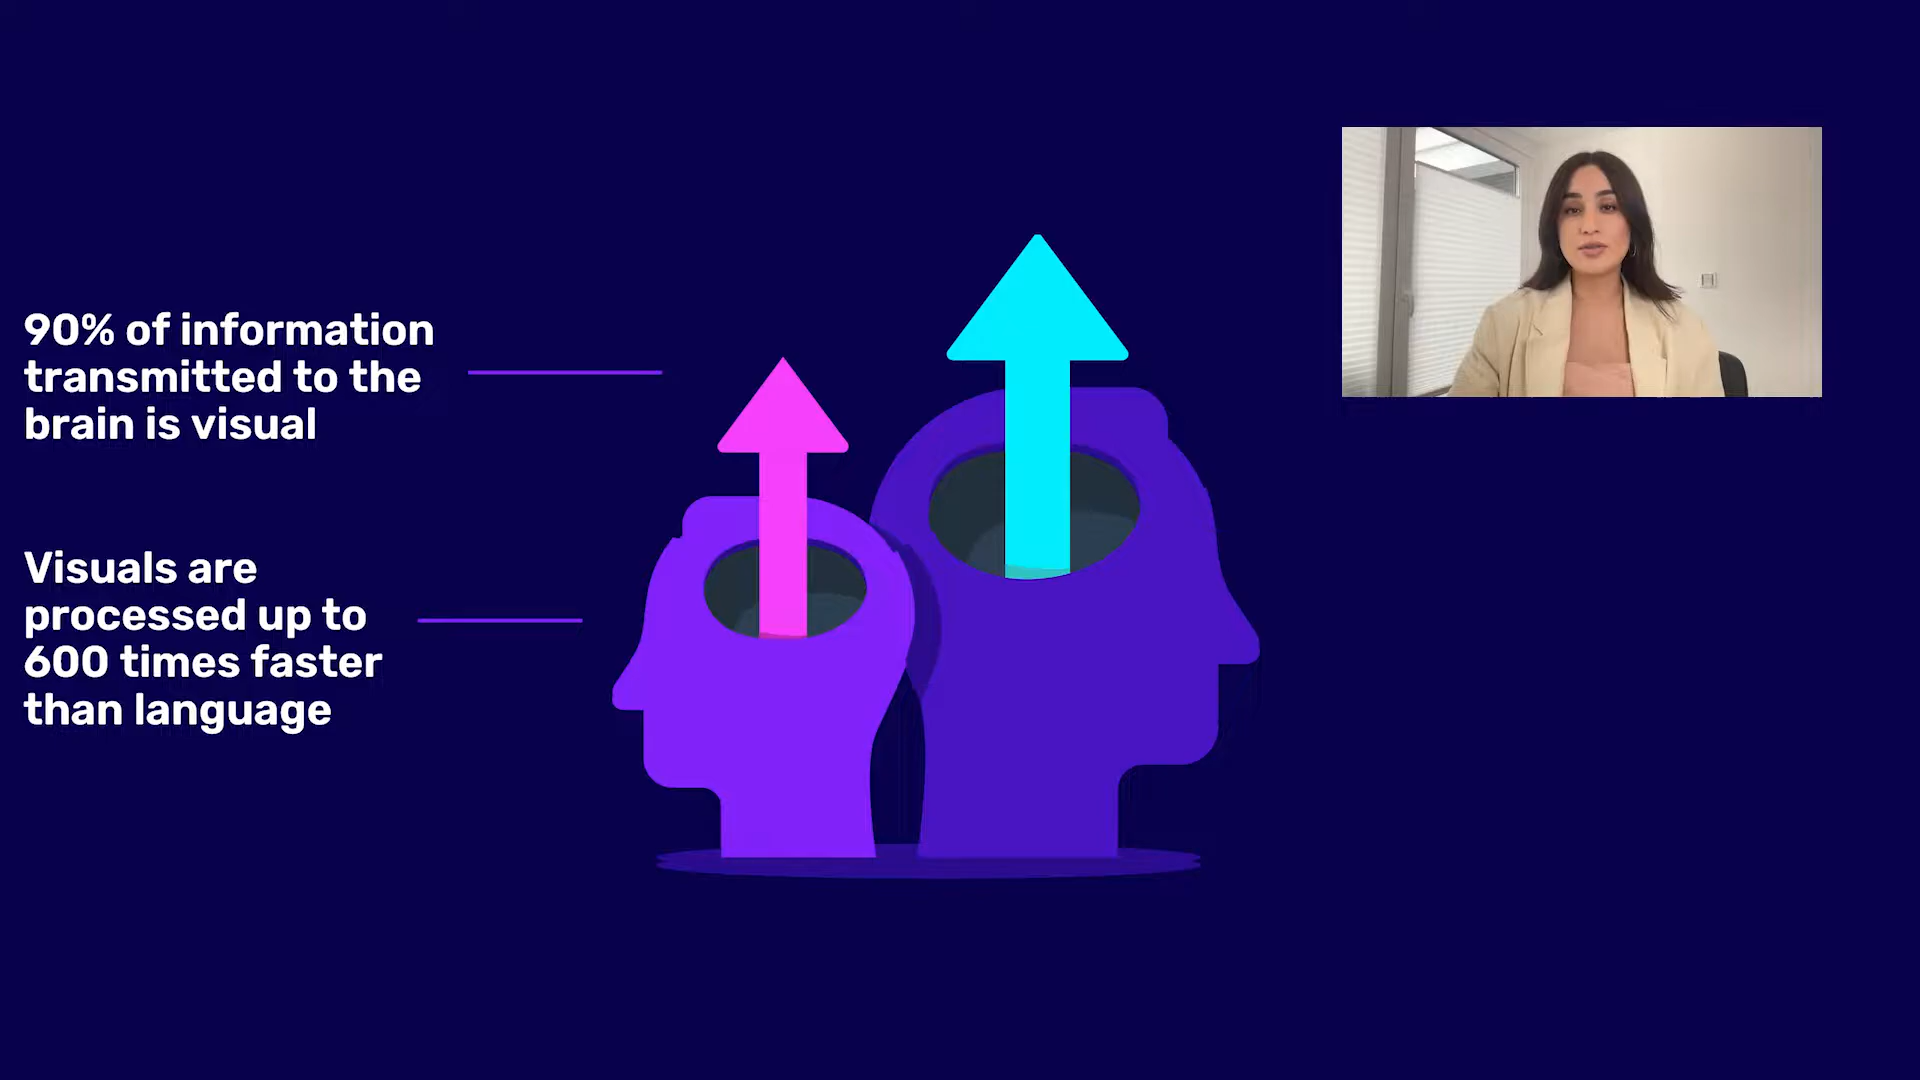 90% of information
transmitted to the
brain is visual
Visuals are
processed up to
600 times faster
than language